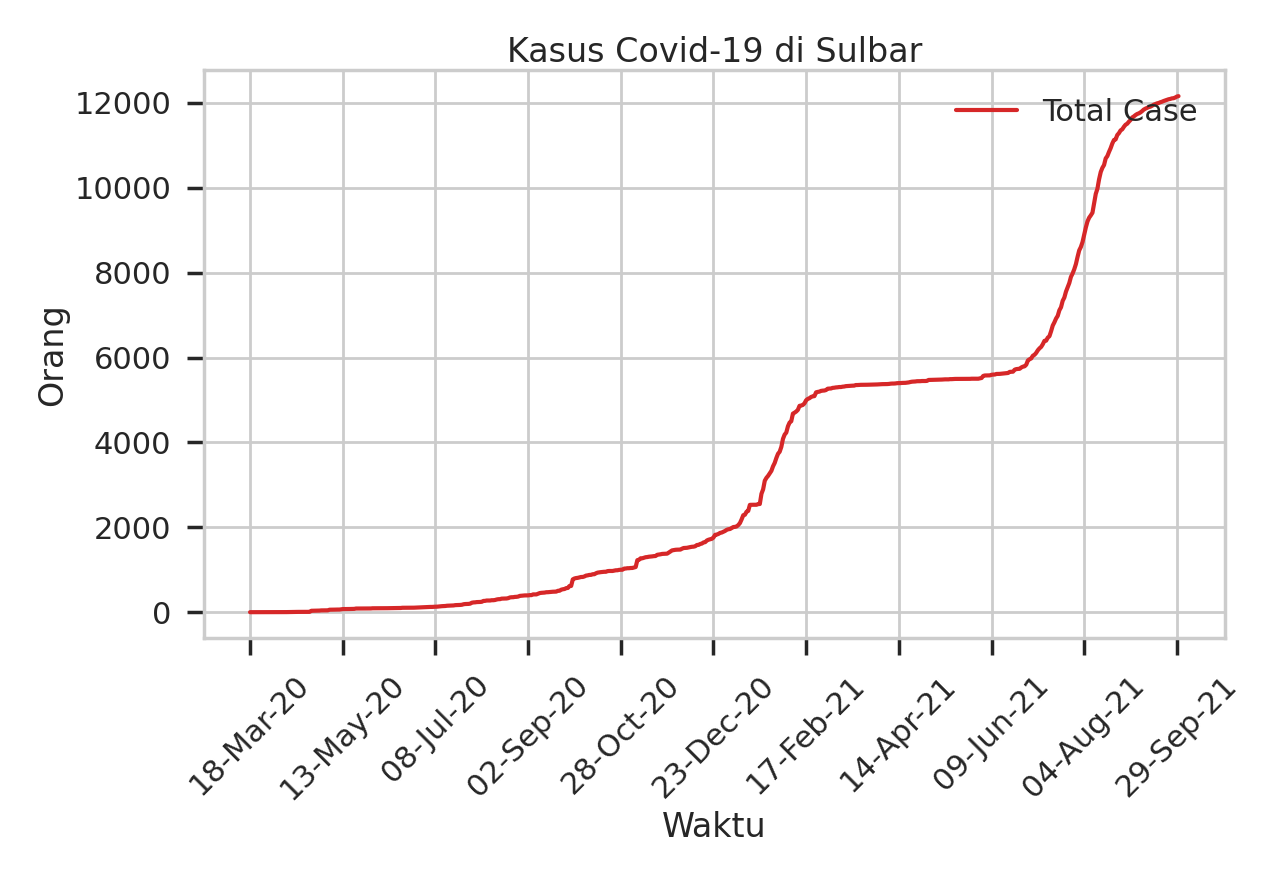 Kasus Covid-19 di Sulbar
Total Case
12000
10000
8000
6000
4000
2000
0
Orang
18-Mar-20
13-May-20
08-Jul-20
02-Sep-20
28-Oct-20
23-Dec-20
17-Feb-21
14-Apr-21
09-Jun-21
04-Aug-21
29-Sep-21
Waktu